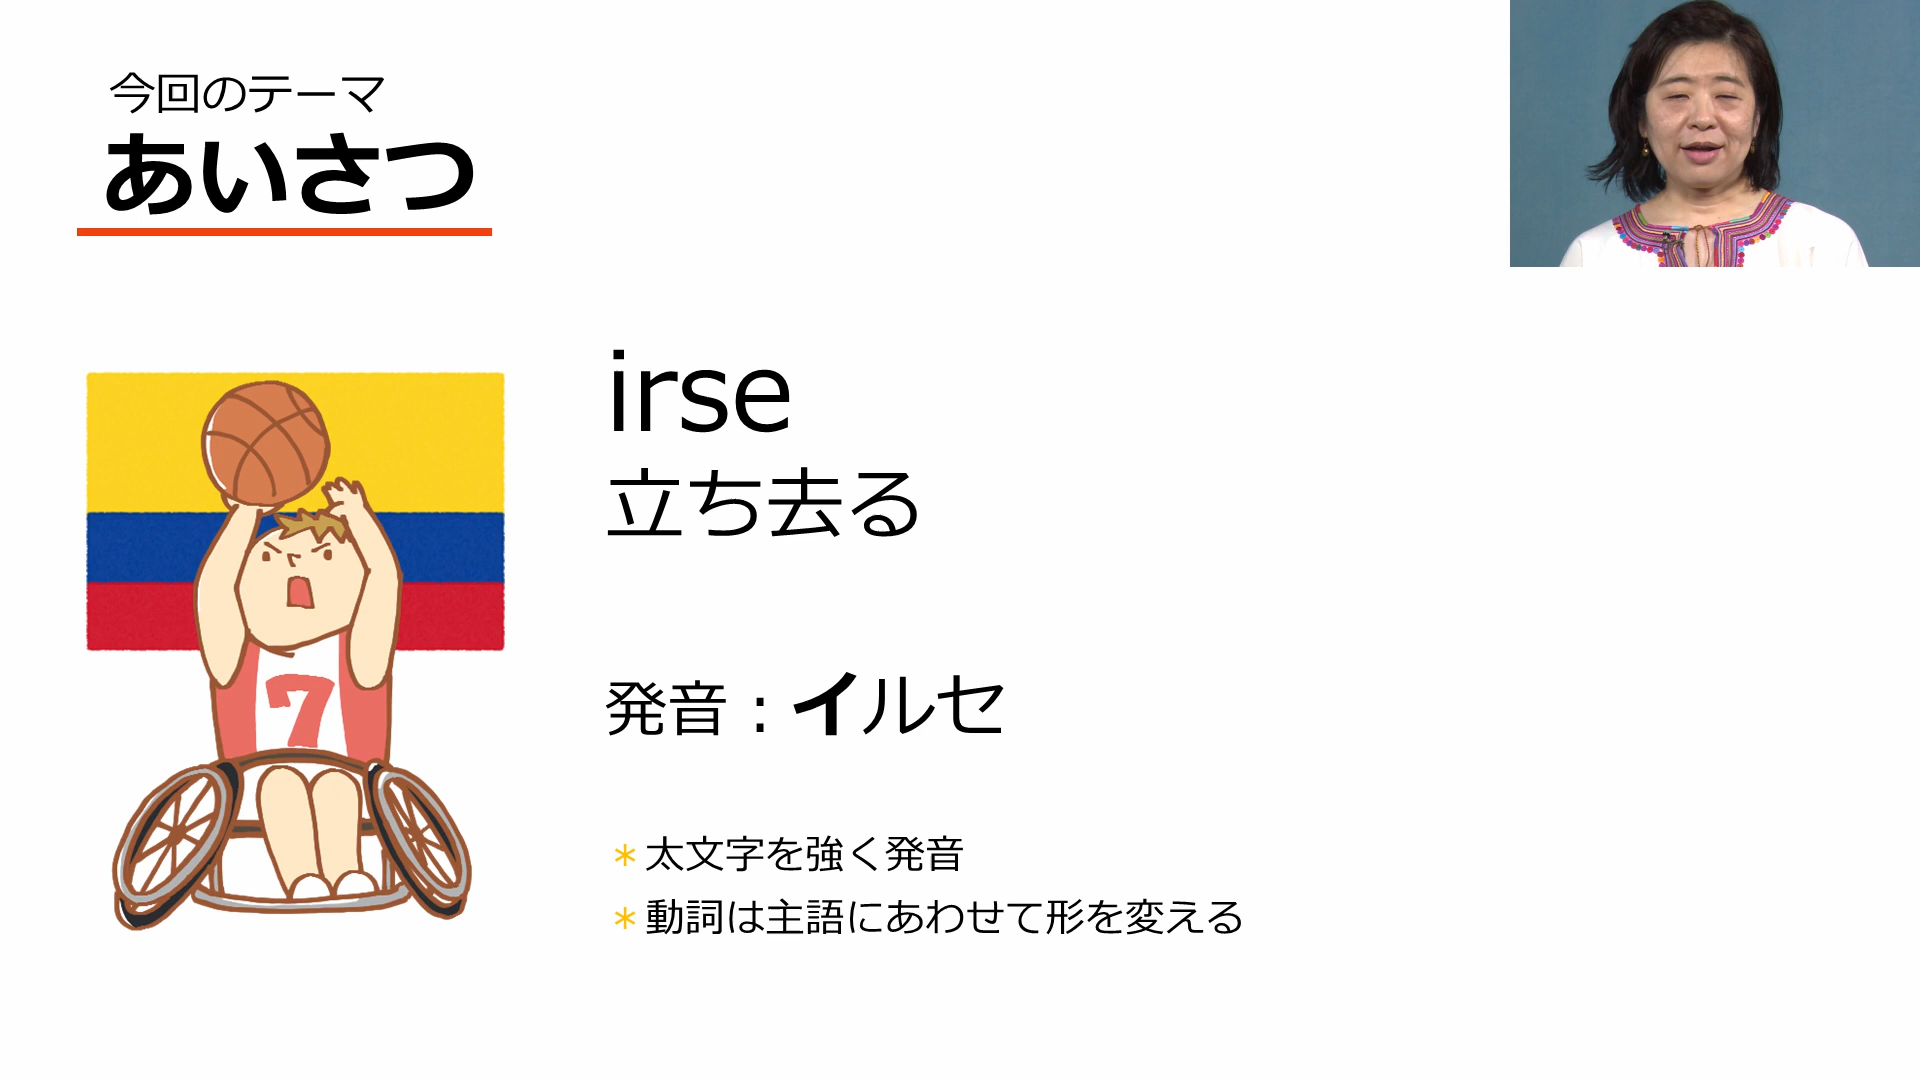 今回のテーマ
あいさつ
irse
立ち去る
発音：イルセ
＊太文字を強く発音
＊動詞は主語にあわせて形を変える
7